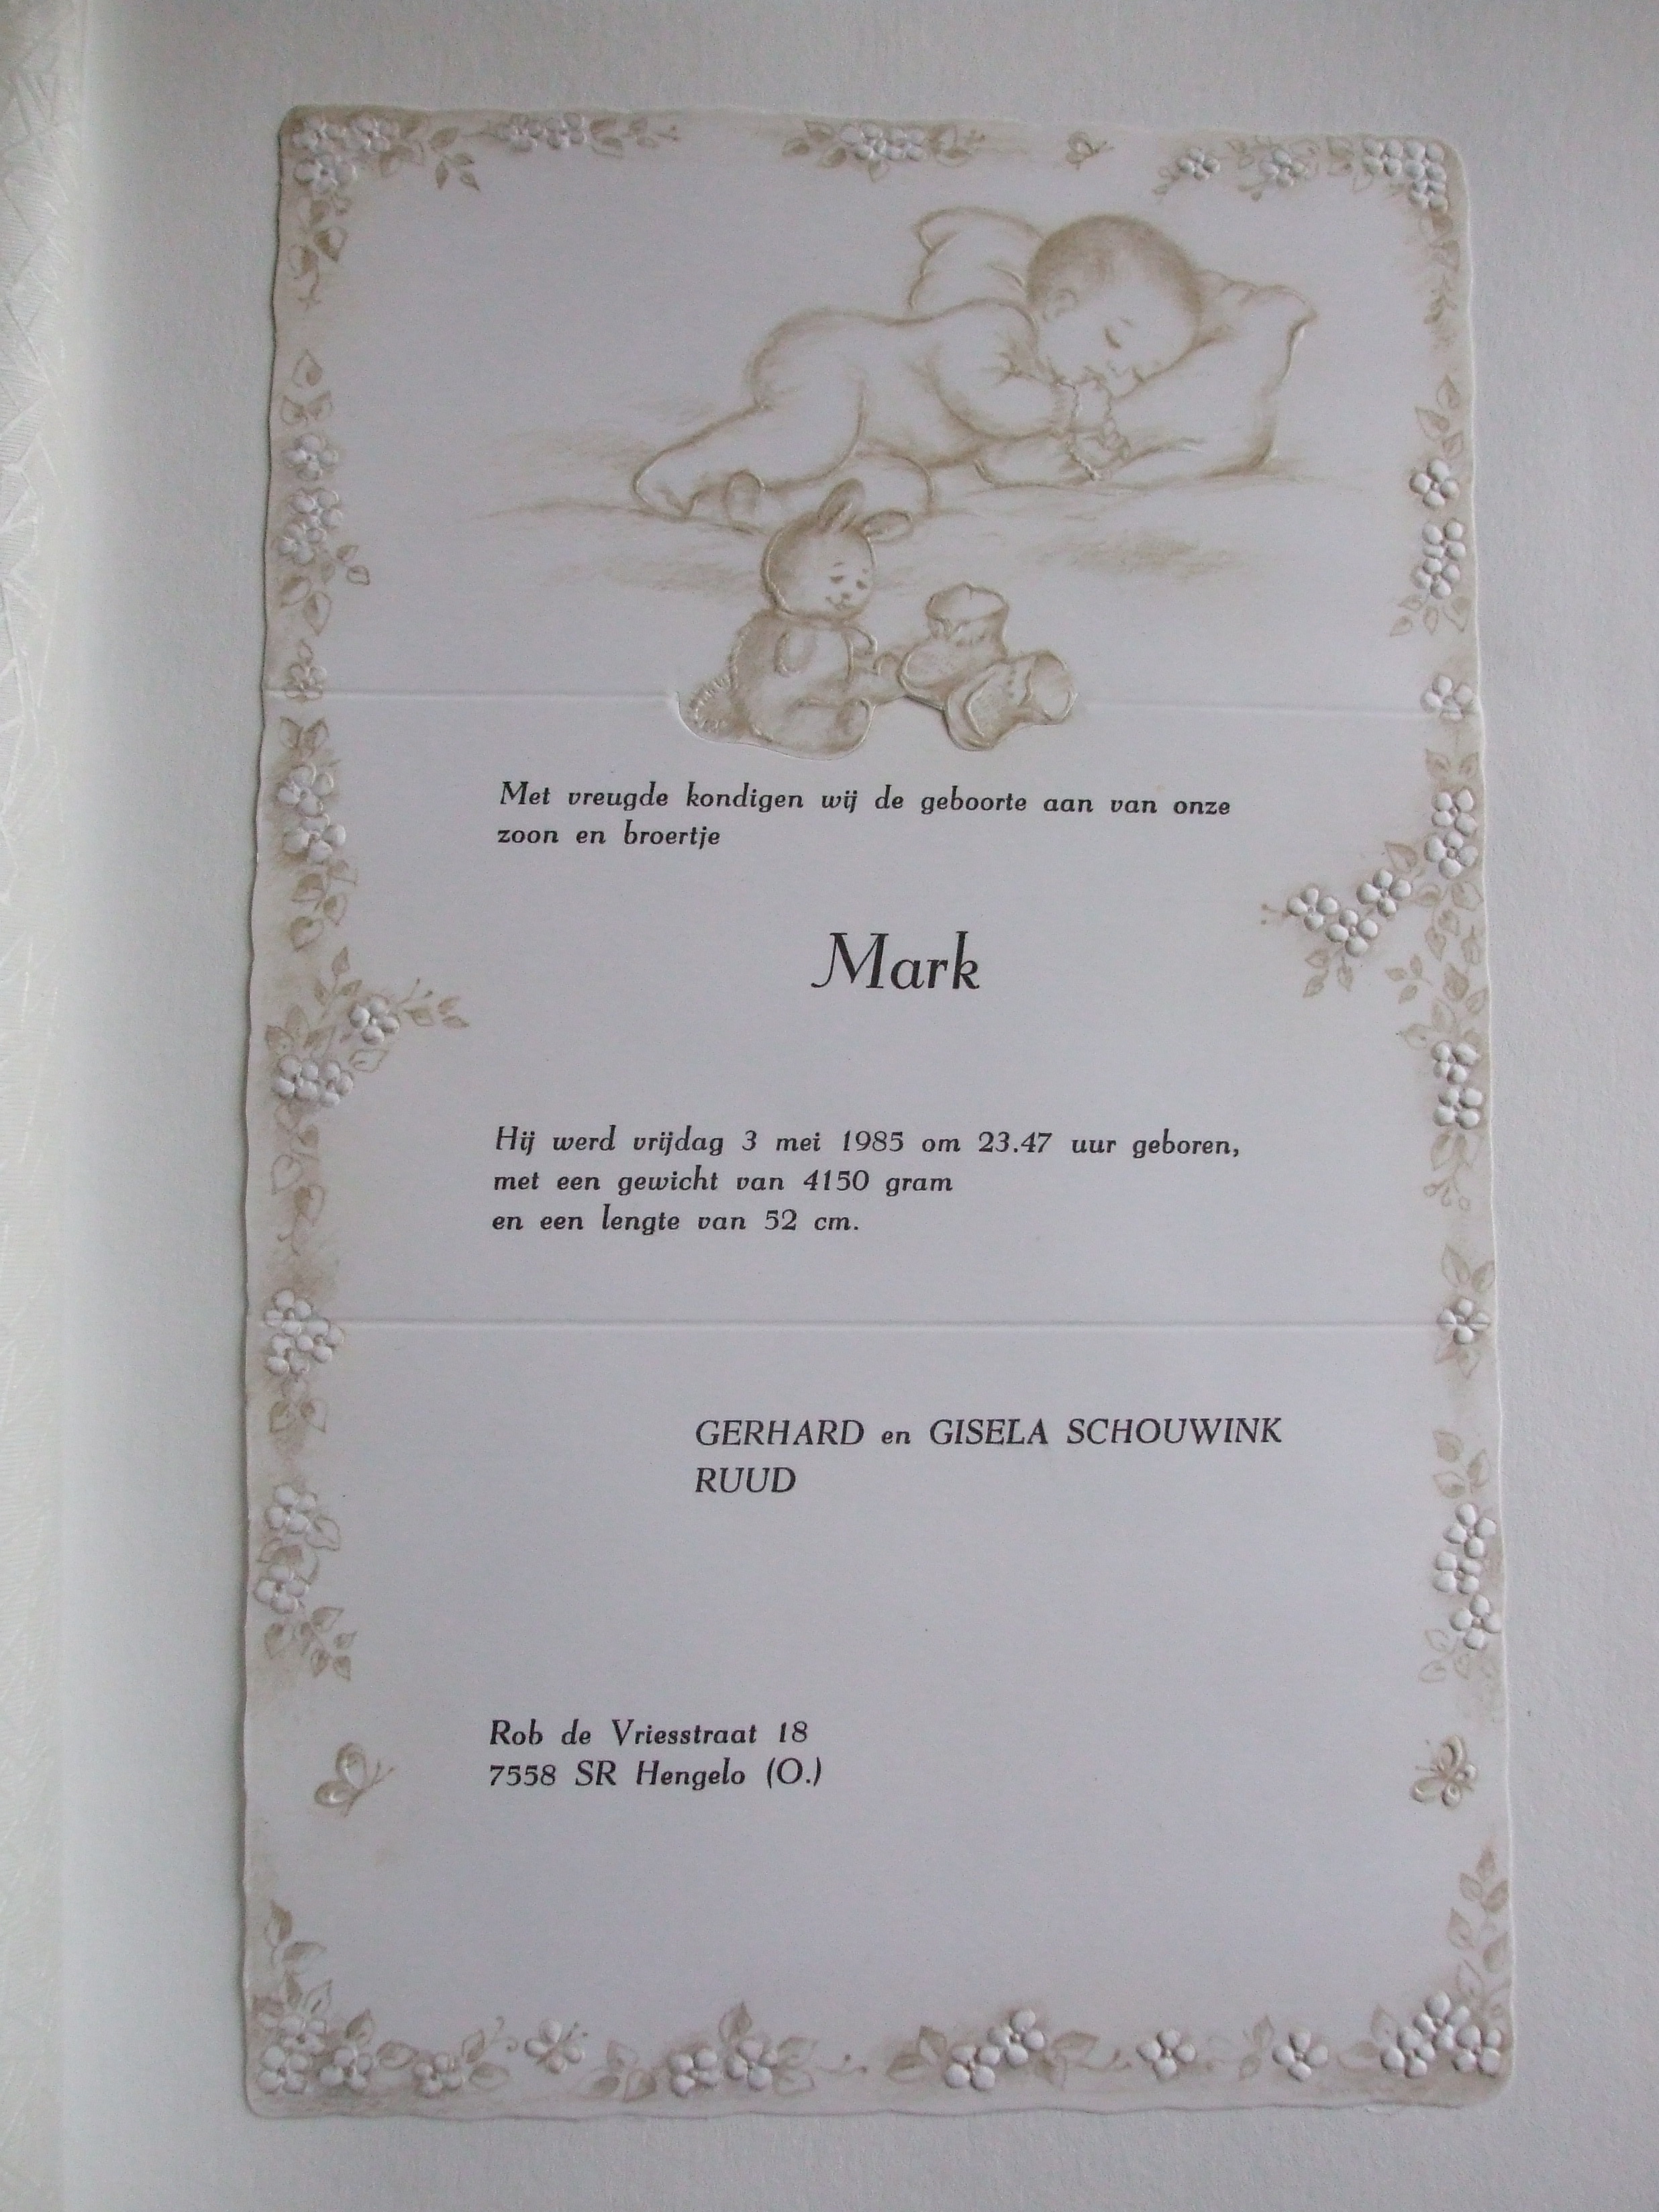 Met vreugde kondigen wij de geboorte aan van onze
zoon en broertje
Mark
Hij werd vrijdag 3 mei 1985 om 23.47 uur geboren,
met een gewicht van 4150 gram
en een lengte van 52 cm.
GERHARD en GISELA SCHOUWINK
RUUD
Rob de Vriesstraat 18
7558 SR Hengelo (O.)